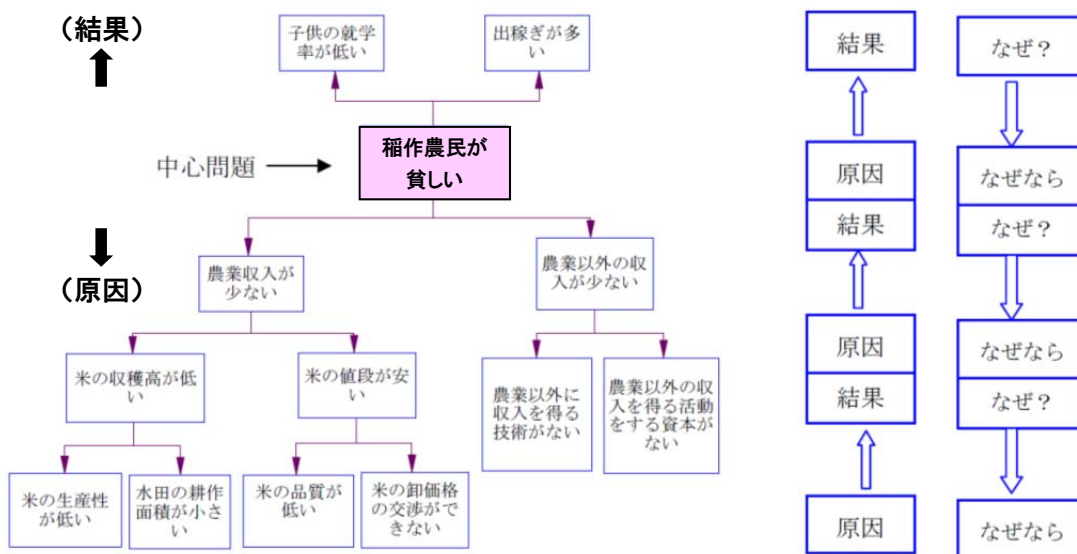 （結果）
子供の就学
率が低い
出稼ぎが多
い
中心問題
稲作農民が
貧しい
（原因）
農業収入が
少ない
農業以外の収
入が少ない
米の収穫高が低
い
米の値段が安
い
農業以外に
収入を得る
技術がない
農業以外の収
入を得る活動
をする資本が
ない
米の生産性
が低い
水田の耕作
面積が小さ
い
米の品質が
低い
米の卸価格
の交渉がで
きない
結果
原因
結果
原因
結果
原因
なぜ？
なぜなら
なぜ？
なぜなら
なぜ？
なぜなら